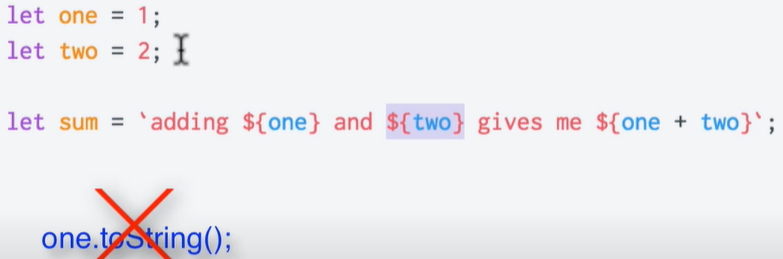 let one = 1;
let two = 2;
let sum = `adding ${one} and ${two} gives me ${one + two}`;
one.toString();